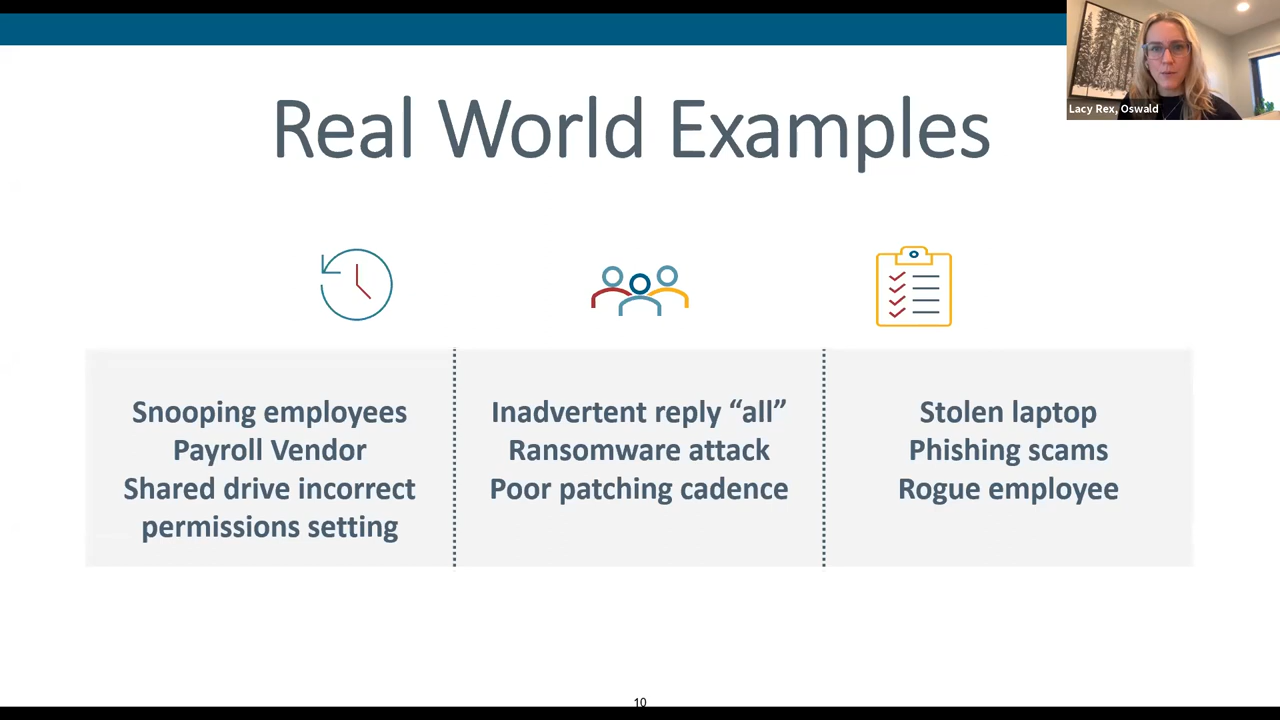 Lacy Rex, Oswald
Real World Examples
Snooping employees
Payroll Vendor
Shared drive incorrect
permissions setting
Inadvertent reply “all”
Ransomware attack
Poor patching cadence
Stolen laptop
Phishing scams
Rogue employee
10